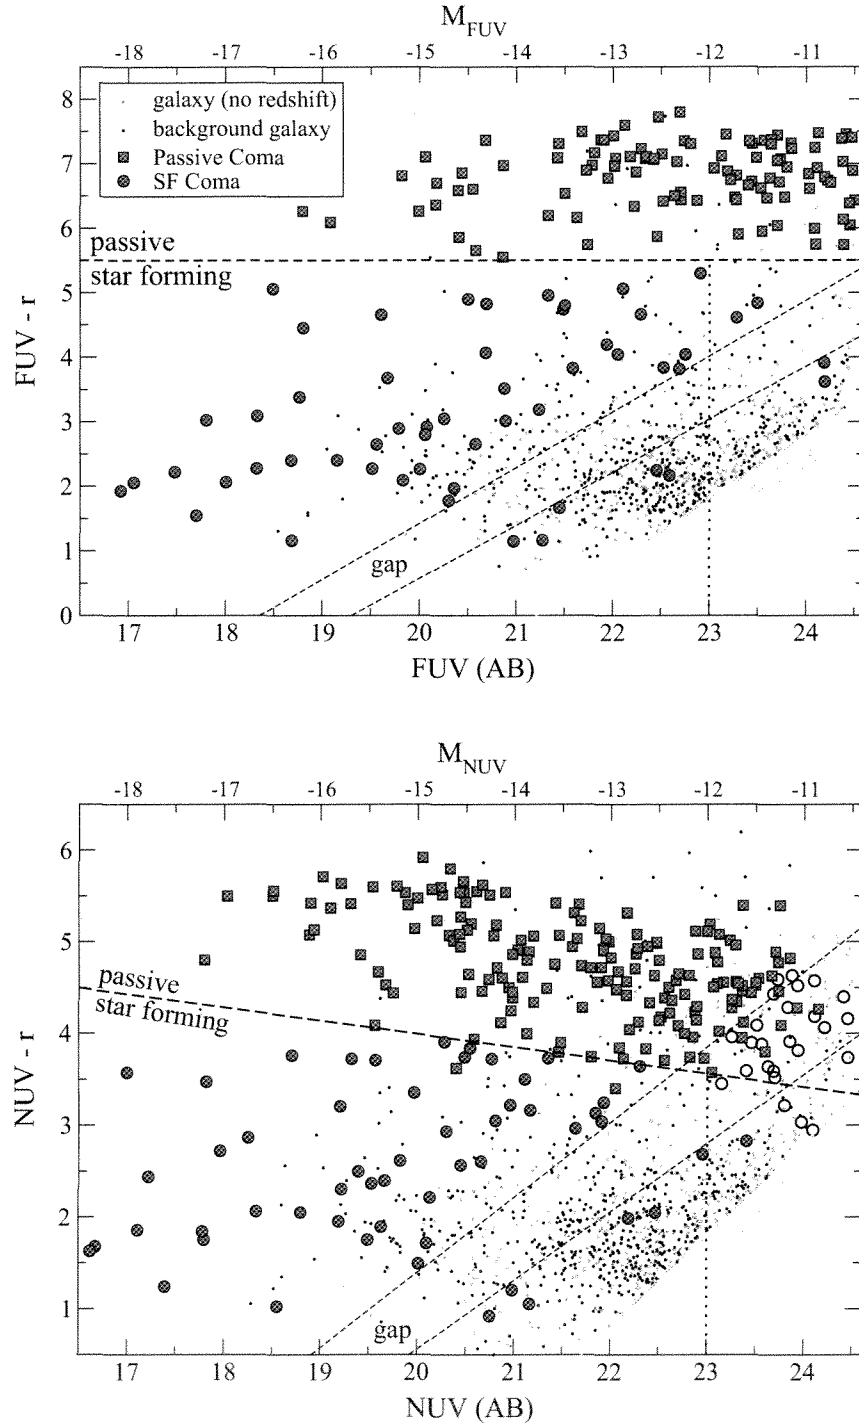 M_FUV
-18 -17 -16 -15 -14 -13 -12 -11
8
7
6
5
4
3
2
1
0
FUV - r
galaxy (no redshift)
background galaxy
Passive Coma
SF Coma
passive
star forming
gap
17 18 19 20 21 22 23 24
FUV (AB)
M_NUV
-18 -17 -16 -15 -14 -13 -12 -11
6
5
4
3
2
1
NUV - r
passive
star forming
gap
17 18 19 20 21 22 23 24
NUV (AB)